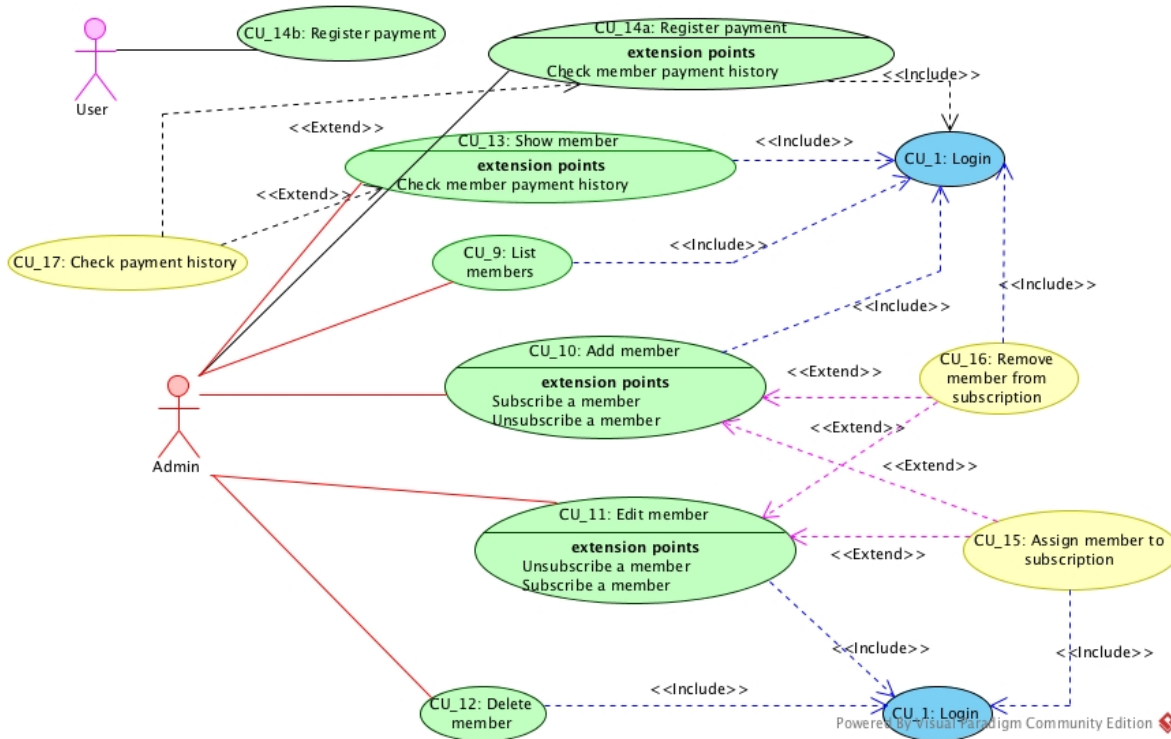 CU_14b: Register payment
User
CU_14a: Register payment
extension points
Check member payment history
<<Include>>
<<Extend>>
CU_13: Show member
extension points
Check member payment history
<<Include>>
CU_1: Login
<<Extend>>
CU_17: Check payment history
CU_9: List
members
<<Include>>
<<Include>>
<<Include>>
CU_10: Add member
extension points
Subscribe a member
Unsubscribe a member
<<Extend>>
CU_16: Remove
member from
subscription
<<Extend>>
Admin
<<Extend>>
CU_11: Edit member
extension points
Unsubscribe a member
Subscribe a member
<<Extend>>
CU_15: Assign member to
subscription
<<Include>>
<<Include>>
CU_12: Delete
member
<<Include>>
CU_1: Login
Powered By Visual Paradigm Community Edition